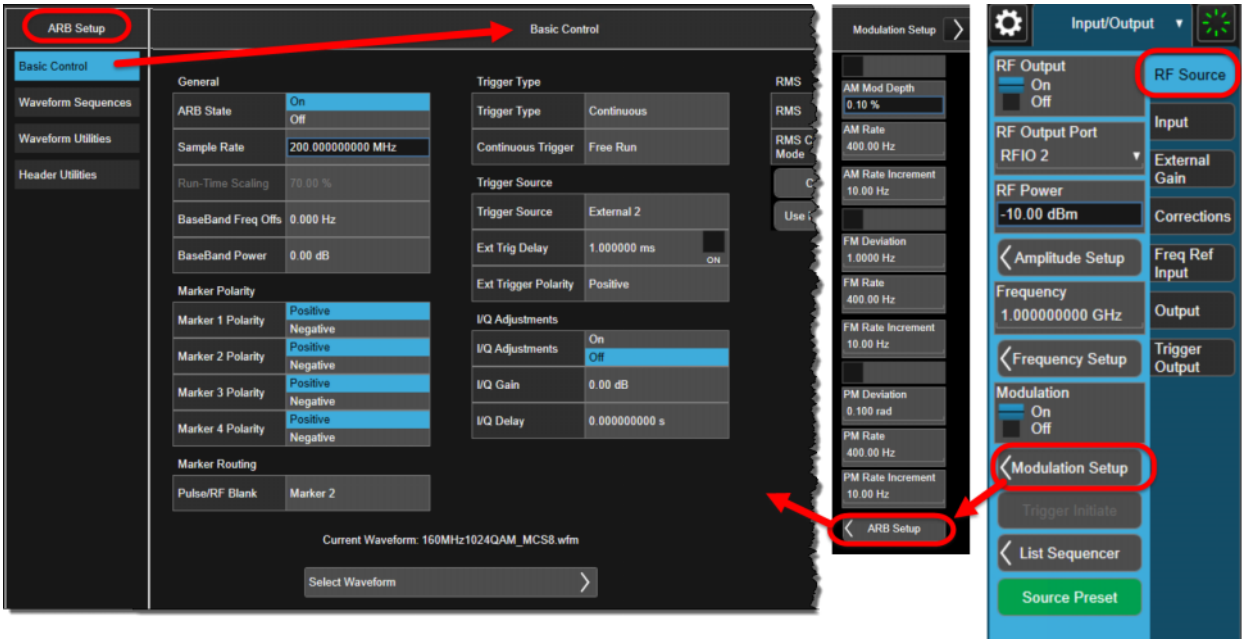 ARB Setup
Basic Control
Waveform Sequences
Waveform Utilities
Header Utilities
Basic Control
General
ARB State
On
Off
Sample Rate
200.000000000 MHz
Run-Time Scaling
70.00 %
BaseBand Freq Offs
0.000 Hz
BaseBand Power
0.00 dB
Marker Polarity
Marker 1 Polarity
Positive
Negative
Marker 2 Polarity
Positive
Negative
Marker 3 Polarity
Positive
Negative
Marker 4 Polarity
Positive
Negative
Marker Routing
Pulse/RF Blank
Marker 2
Trigger Type
Trigger Type
Continuous
Continuous Trigger
Free Run
Trigger Source
Trigger Source
External 2
Ext Trig Delay
1.000000 ms
ON
Ext Trigger Polarity
Positive
I/Q Adjustments
I/Q Adjustments
On
Off
I/Q Gain
0.00 dB
I/Q Delay
0.000000000 s
RMS
RMS
RMS C
Mode
C
Use
Current Waveform: 160MHz1024QAM_MCS8.wfm
Select Waveform
Modulation Setup
AM Mod Depth
0.10 %
AM Rate
400.00 Hz
AM Rate Increment
10.00 Hz
FM Deviation
1.0000 Hz
FM Rate
400.00 Hz
FM Rate Increment
10.00 Hz
PM Deviation
0.100 rad
PM Rate
400.00 Hz
PM Rate Increment
10.00 Hz
ARB Setup
Input/Output
RF Output
On
Off
RF Output Port
RFIO 2
RF Power
-10.00 dBm
Amplitude Setup
Frequency
1.000000000 GHz
Frequency Setup
Modulation
On
Off
Modulation Setup
Trigger Initiate
List Sequencer
Source Preset
RF Source
Input
External
Gain
Corrections
Freq Ref
Input
Output
Trigger
Output